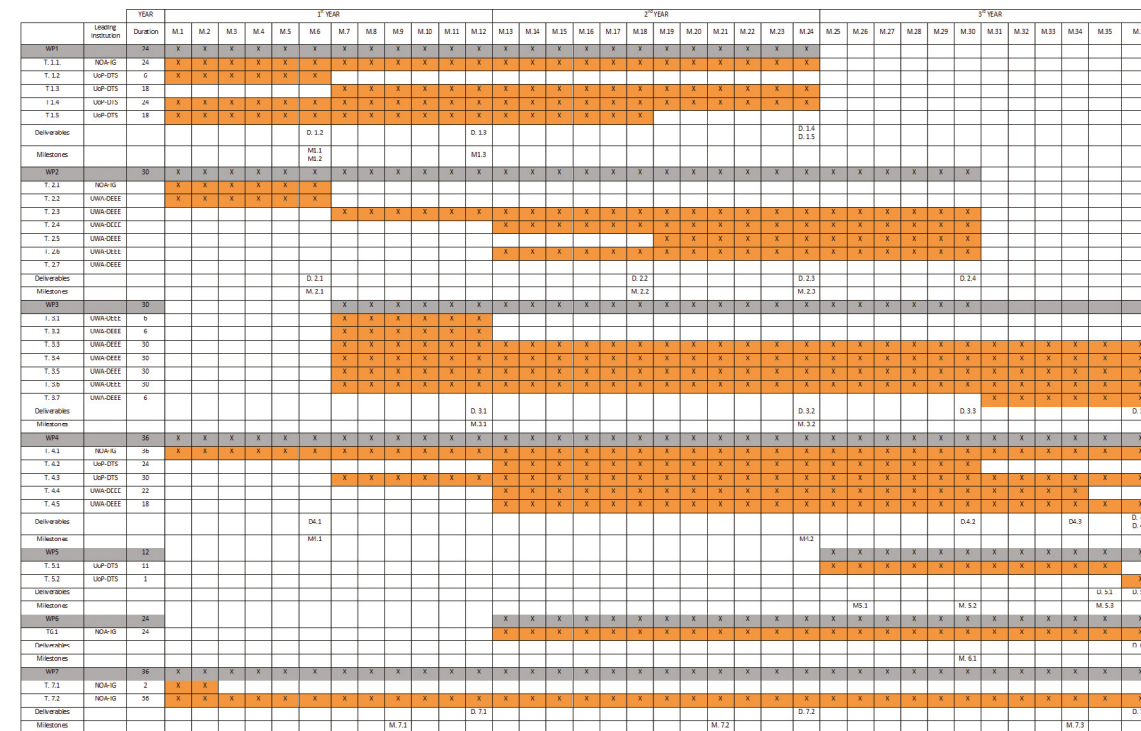 YEAR 1st YEAR 2nd YEAR 3rd YEAR
Leading Institution Duration M.1 M.2 M.3 M.4 M.5 M.6 M.7 M.8 M.9 M.10 M.11 M.12 M.13 M.14 M.15 M.16 M.17 M.18 M.19 M.20 M.21 M.22 M.23 M.24 M.25 M.26 M.27 M.28 M.29 M.30 M.31 M.32 M.33 M.34 M.35
WP1 24 X X X X X X X X X X X X X X X X X X X X X X X X
T. 1.1. NOA-IG 24 X X X X X X X X X X X X X X X X X X X X X X X X
T. 1.2 UoP-DTS 6 X X X X X X
T 1.3 UoP-DTS 18 X X X X X X X X X X X X X X X X X X
T 1.4 UoP-DTS 24 X X X X X X X X X X X X X X X X X X X X X X X X
T 1.5 UoP-DTS 18 X X X X X X X X X X X X X X X X X X
Deliverables D. 1.2 D. 1.3 D. 1.4
D. 1.5
Milestones M1.1 M1.3
M1.2
WP2 30 X X X X X X X X X X X X X X X X X X X X X X X X X X X X X X
T. 2.1 NOA-IG X X X X X X
T. 2.2 UWA-DEEE X X X X X X
T. 2.3 UWA-DEEE X X X X X X X X X X X X X X X X X X X X X X X X
T. 2.4 UWA-DEEE X X X X X X X X X X X X X X X X X X
T. 2.5 UWA-DEEE X X X X X X X X X X X X
T. 2.6 UWA-DEEE X X X X X X X X X X X X X X X X X X
T. 2.7 UWA-DEEE
Deliverables D. 2.1 D. 2.2 D. 2.3 D. 2.4
Milestones M. 2.1 M. 2.2 M. 2.3
WP3 30 X X X X X X X X X X X X X X X X X X X X X X X X
T. 3.1 UWA-DEEE 6 X X X X X X
T. 3.2 UWA-DEEE 6 X X X X X X
T. 3.3 UWA-DEEE 30 X X X X X X X X X X X X X X X X X X X X X X X X X X X X X X
T. 3.4 UWA-DEEE 30 X X X X X X X X X X X X X X X X X X X X X X X X X X X X X X
T. 3.5 UWA-DEEE 30 X X X X X X X X X X X X X X X X X X X X X X X X X X X X X X
T. 3.6 UWA-DEEE 30 X X X X X X X X X X X X X X X X X X X X X X X X X X X X X X
T. 3.7 UWA-DEEE 6 X X X X X X
Deliverables D. 3.1 D. 3.2 D. 3.3 D.
Milestones M.3.1 M. 3.2
WP4 36 X X X X X X X X X X X X X X X X X X X X X X X X X X X X X X X X X X X X
T. 4.1 NOA-IG 36 X X X X X X X X X X X X X X X X X X X X X X X X X X X X X X X X X X X X
T. 4.2 UoP-DTS 24 X X X X X X X X X X X X X X X X X X
T. 4.3 UoP-DTS 30 X X X X X X X X X X X X X X X X X X X X X X X X X X X X X X
T. 4.4 UWA-DEEE 22 X X X X X X X X X X X X X X X X X X X X X X
T. 4.5 UWA-DEEE 18 X X X X X X X X X X X X X X X X X X X X X X X X
Deliverables D4.1 D.4.2 D4.3 D.
D.
Milestones M4.1 M4.2
WP5 12 X X X X X X X X X X X X
T. 5.1 UoP-DTS 11 X X X X X X X X X X X
T. 5.2 UoP-DTS 1 X
Deliverables D. 5.1 D.
Milestones M5.1 M. 5.2 M. 5.3
WP6 24 X X X X X X X X X X X X X X X X X X X X X X X X
T6.1 NOA-IG 24 X X X X X X X X X X X X X X X X X X X X X X X X
Deliverables D.
Milestones M. 6.1
WP7 36 X X X X X X X X X X X X X X X X X X X X X X X X X X X X X X X X X X X X
T. 7.1 NOA-IG 2 X X
T. 7.2 NOA-IG 36 X X X X X X X X X X X X X X X X X X X X X X X X X X X X X X X X X X X X
Deliverables D. 7.1 D. 7.2 D.
Milestones M. 7.1 M. 7.2 M. 7.3